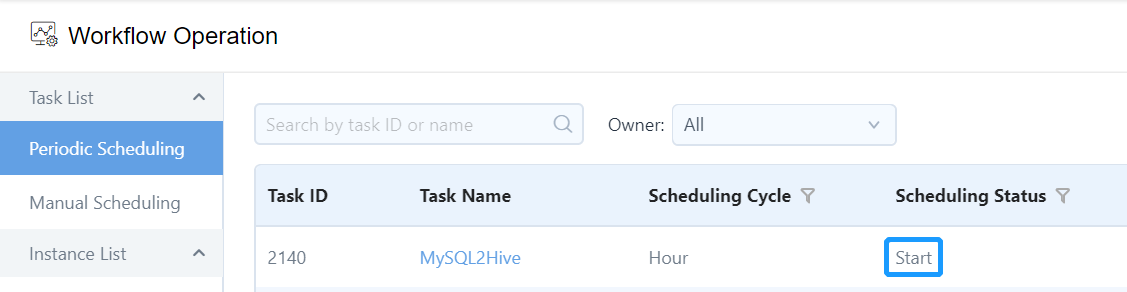 Workflow Operation
Task List
Periodic Scheduling
Manual Scheduling
Instance List
Search by task ID or name
Owner: All
Task ID Task Name Scheduling Cycle Scheduling Status
2140 MySQL2Hive Hour Start